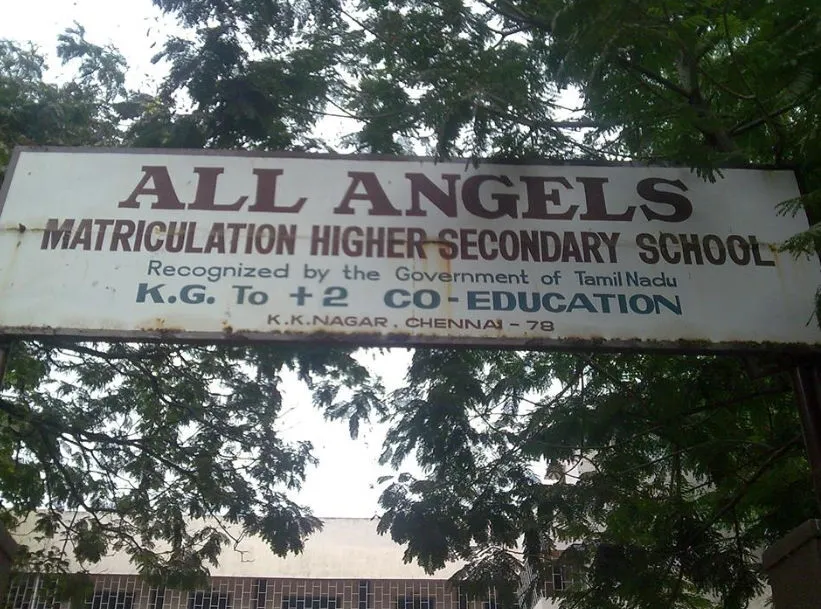 ALL ANGELS
MATRICULATION HIGHER SECONDARY SCHOOL
Recognized by the Government of Tamil Nadu
K.G. To +2 CO-EDUCATION
K.K.NAGAR, CHENNAI - 78